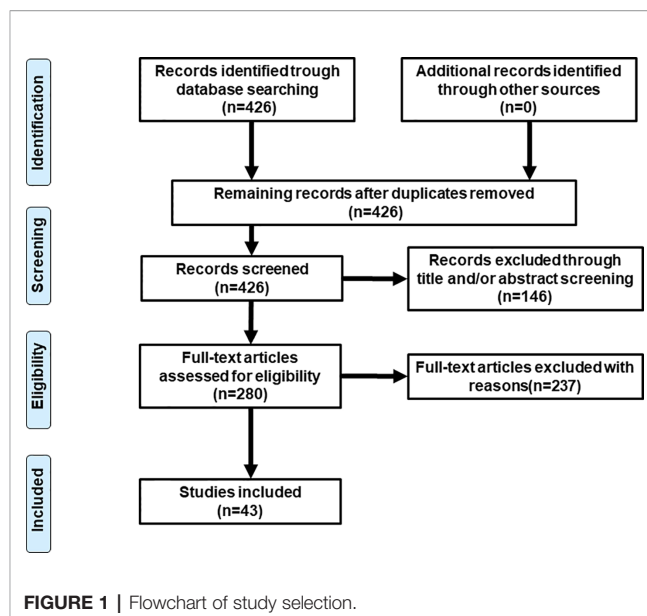 Identification
Records identified trough
database searching
(n=426)
Additional records identified
through other sources
(n=0)
Remaining records after duplicates removed
(n=426)
Screening
Records screened
(n=426)
Records excluded through
title and/or abstract screening
(n=146)
Eligibility
Full-text articles
assessed for eligibility
(n=280)
Full-text articles excluded with
reasons(n=237)
Included
Studies included
(n=43)
FIGURE 1 | Flowchart of study selection.